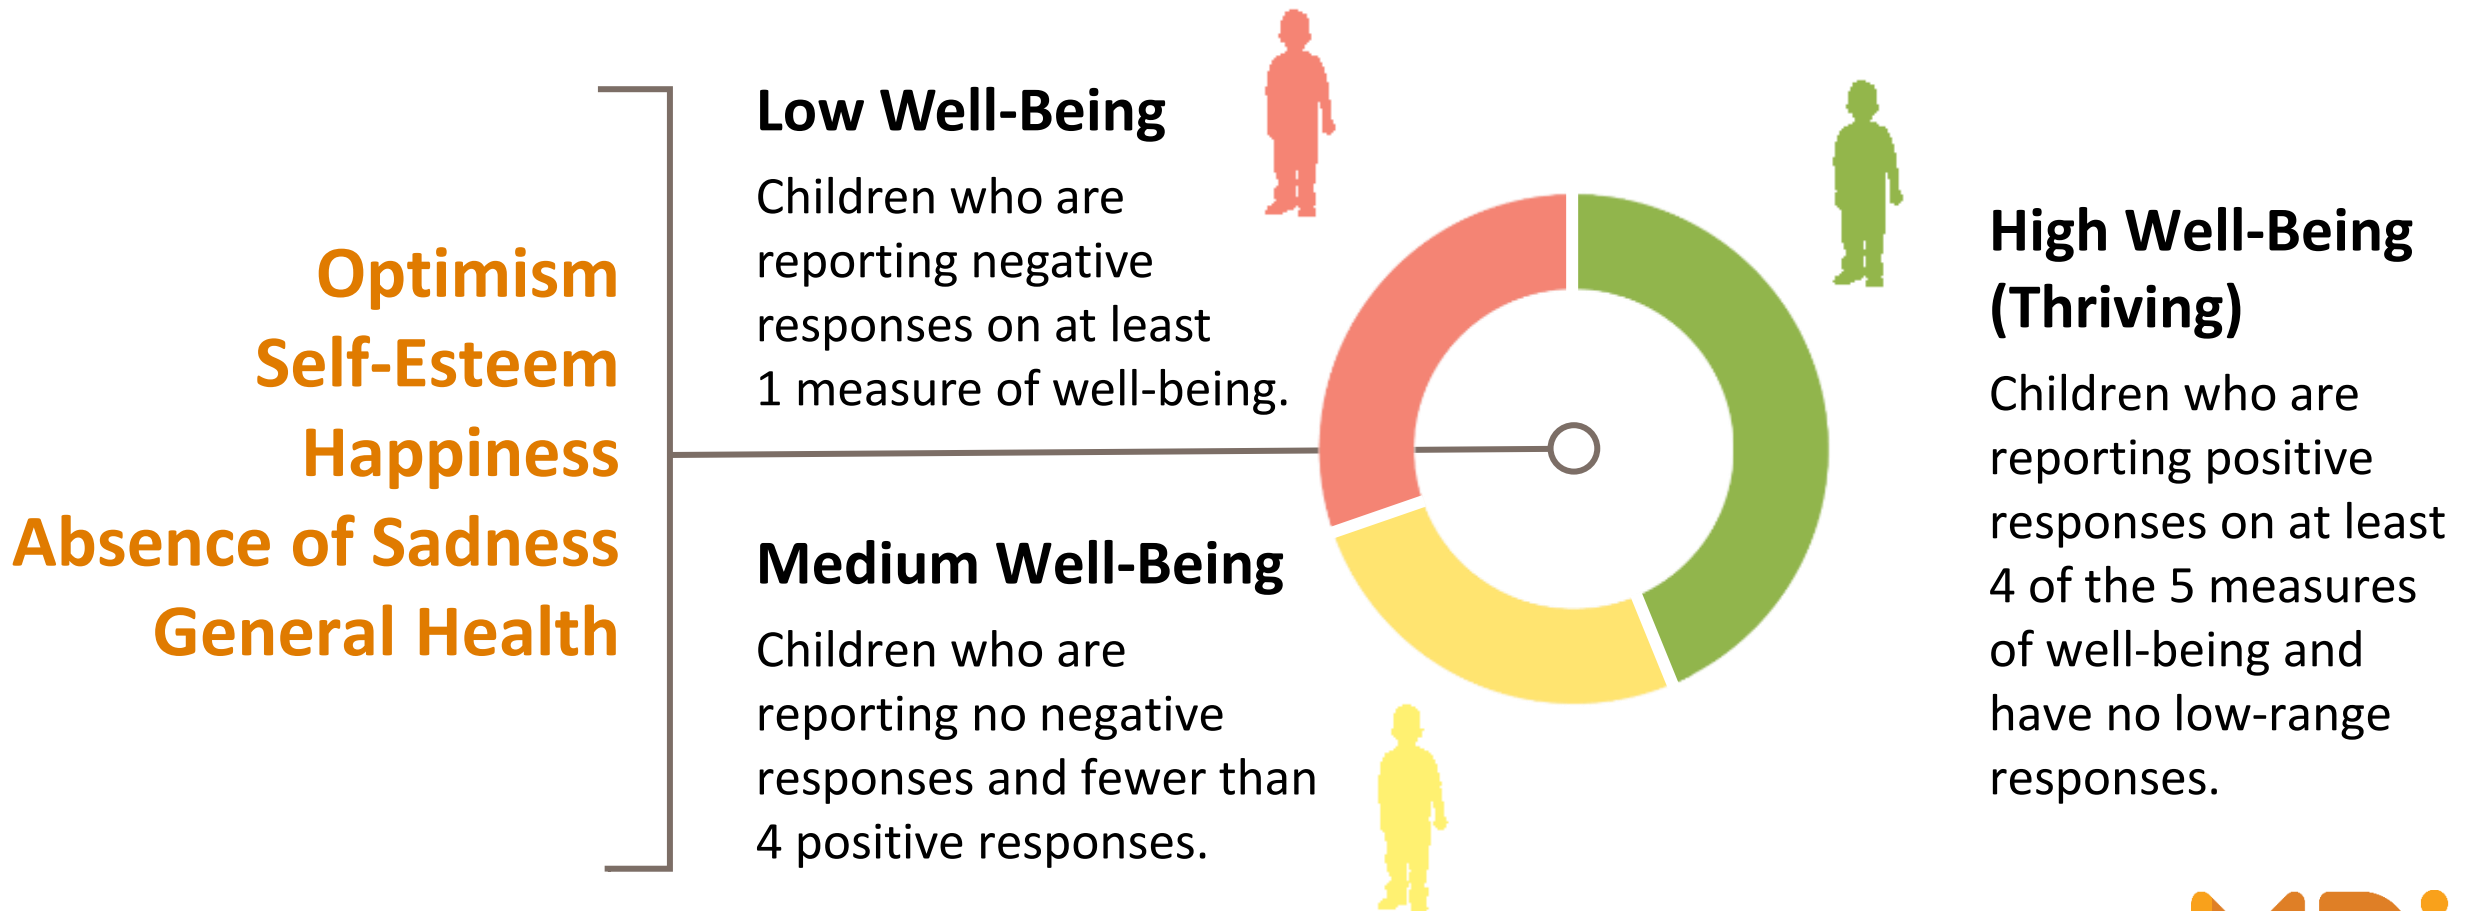 Optimism
Self-Esteem
Happiness
Absence of Sadness
General Health
Low Well-Being
Children who are
reporting negative
responses on at least
1 measure of well-being.
Medium Well-Being
Children who are
reporting no negative
responses and fewer than
4 positive responses.
High Well-Being
(Thriving)
Children who are
reporting positive
responses on at least
4 of the 5 measures
of well-being and
have no low-range
responses.